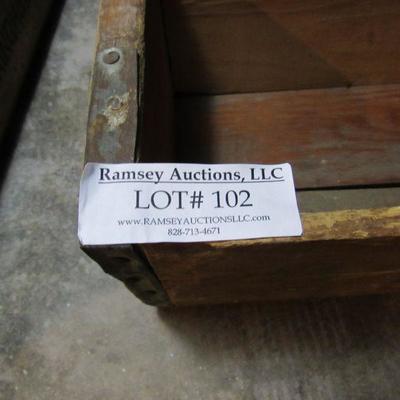 Ramsey Auctions, LLC
LOT# 102
www.RAMSEYAUCTIONSLLC.com
828-713-4671